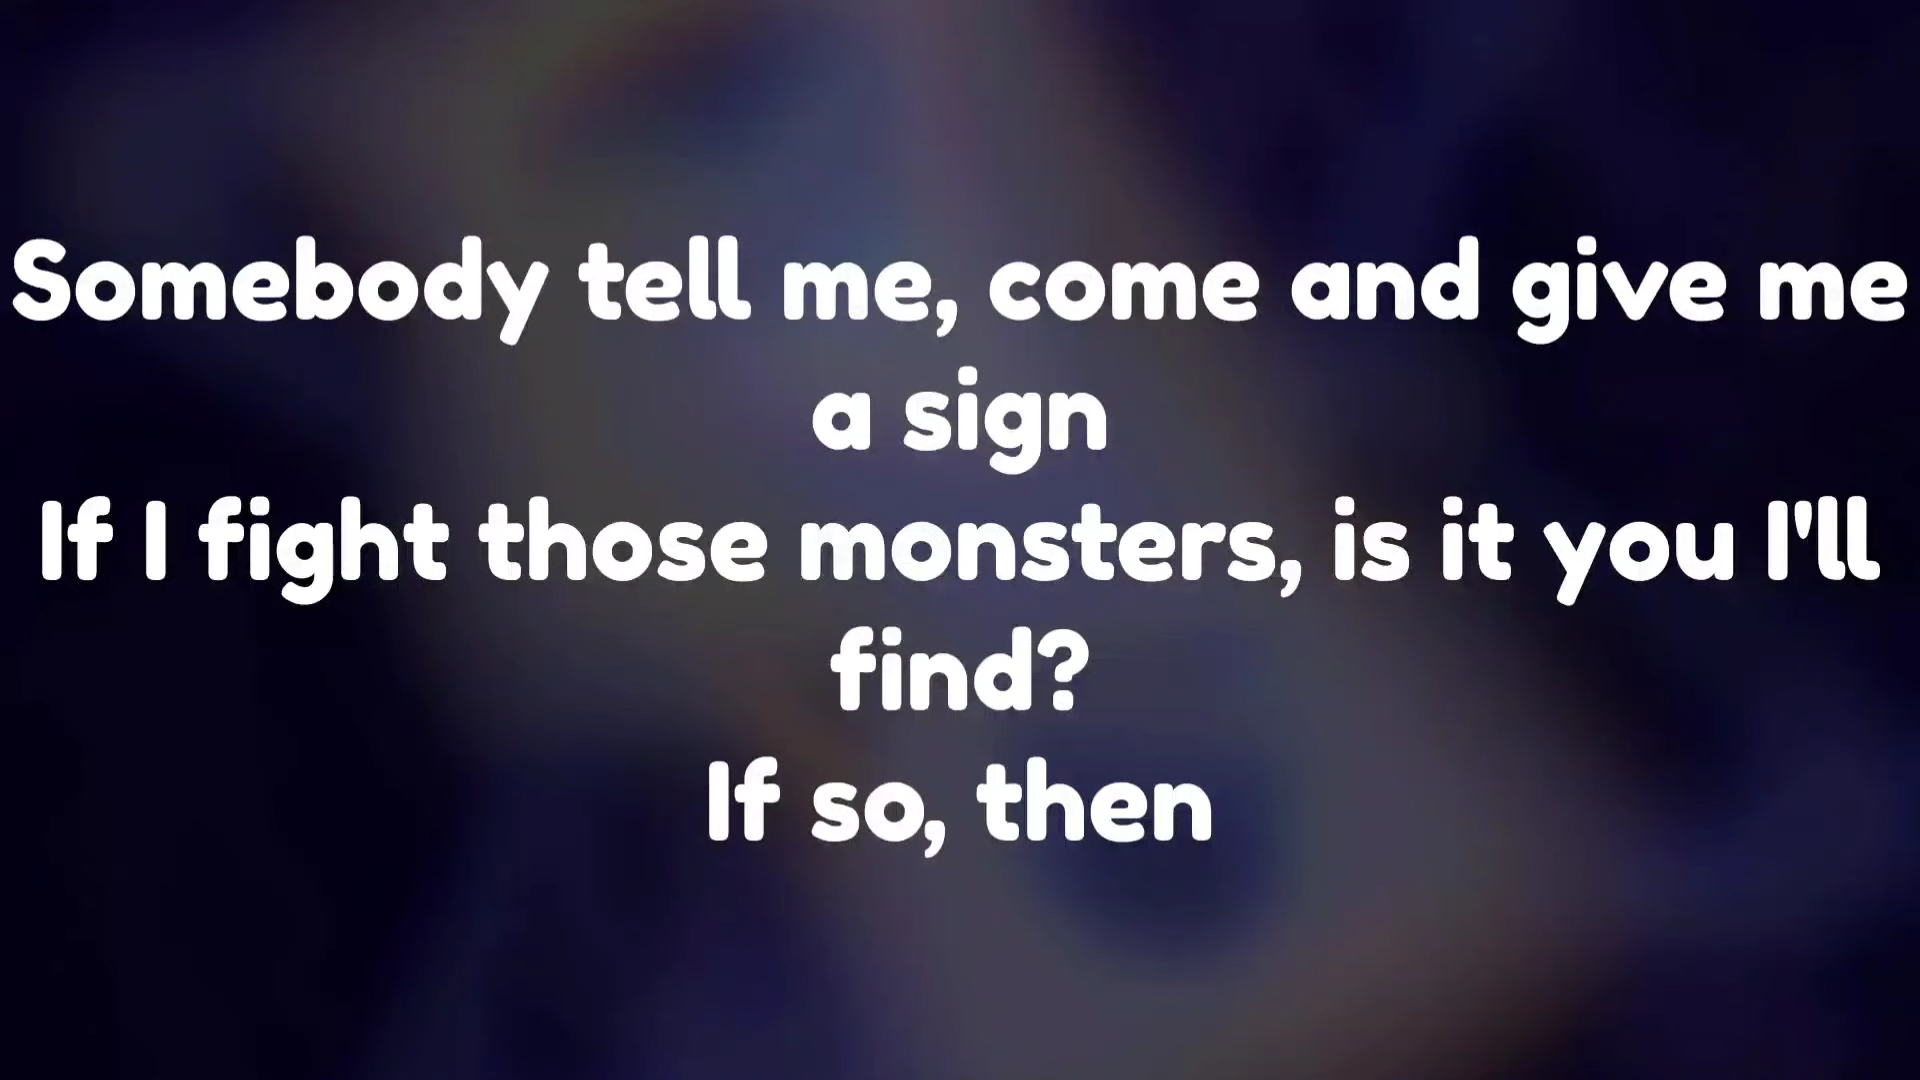 Somebody tell me, come and give me
a sign
If I fight those monsters, is it you I'll
find?
If so, then